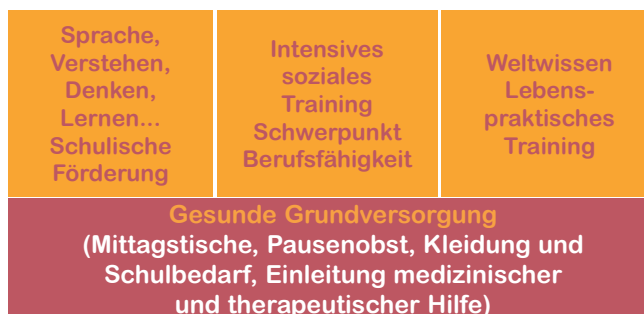 Sprache,
Verstehen,
Denken,
Lernen...
Schulische
Förderung
Intensives
soziales
Training
Schwerpunkt
Berufsfähigkeit
Weltwissen
Lebens-
praktisches
Training
Gesunde Grundversorgung
(Mittagstische, Pausenobst, Kleidung und
Schulbedarf, Einleitung medizinischer
und therapeutischer Hilfe)